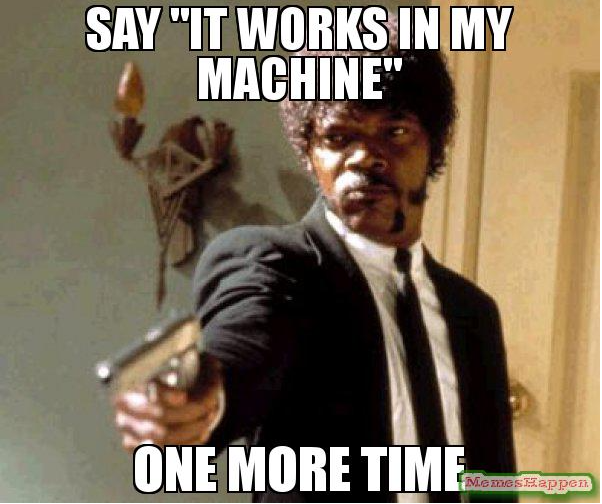 SAY "IT WORKS IN MY
MACHINE"
ONE MORE TIME
MemesHappen